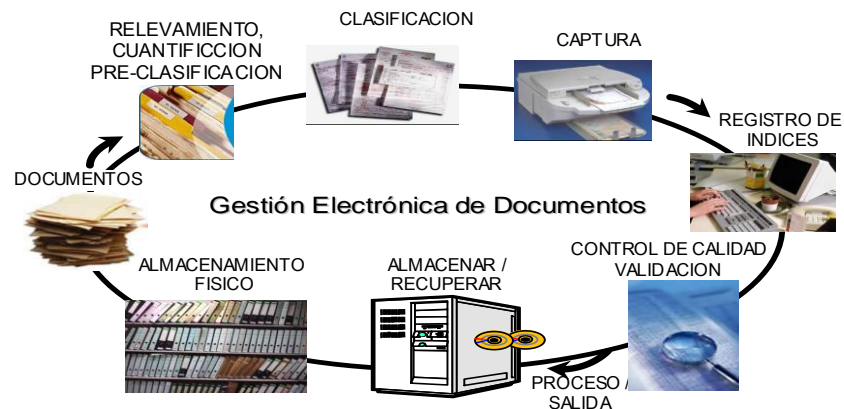 CLASIFICACION
RELEVAMIENTO,
CUANTIFICCION
PRE-CLASIFICACION
CAPTURA
REGISTRO DE
INDICES
DOCUMENTOS
Gestión Electrónica de Documentos
CONTROL DE CALIDAD
VALIDACION
ALMACENAMIENTO
FISICO
ALMACENAR /
RECUPERAR
PROCESO /
SALIDA